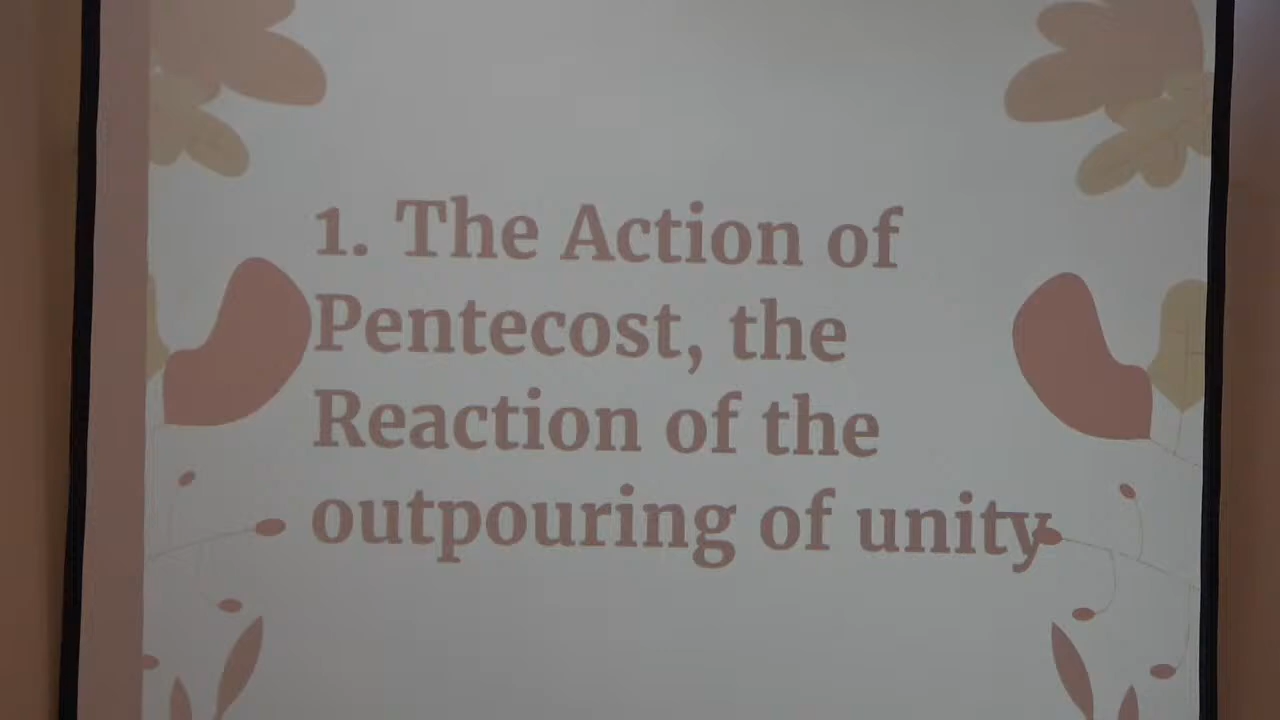 1. The Action of
Pentecost, the
Reaction of the
outpouring of unity